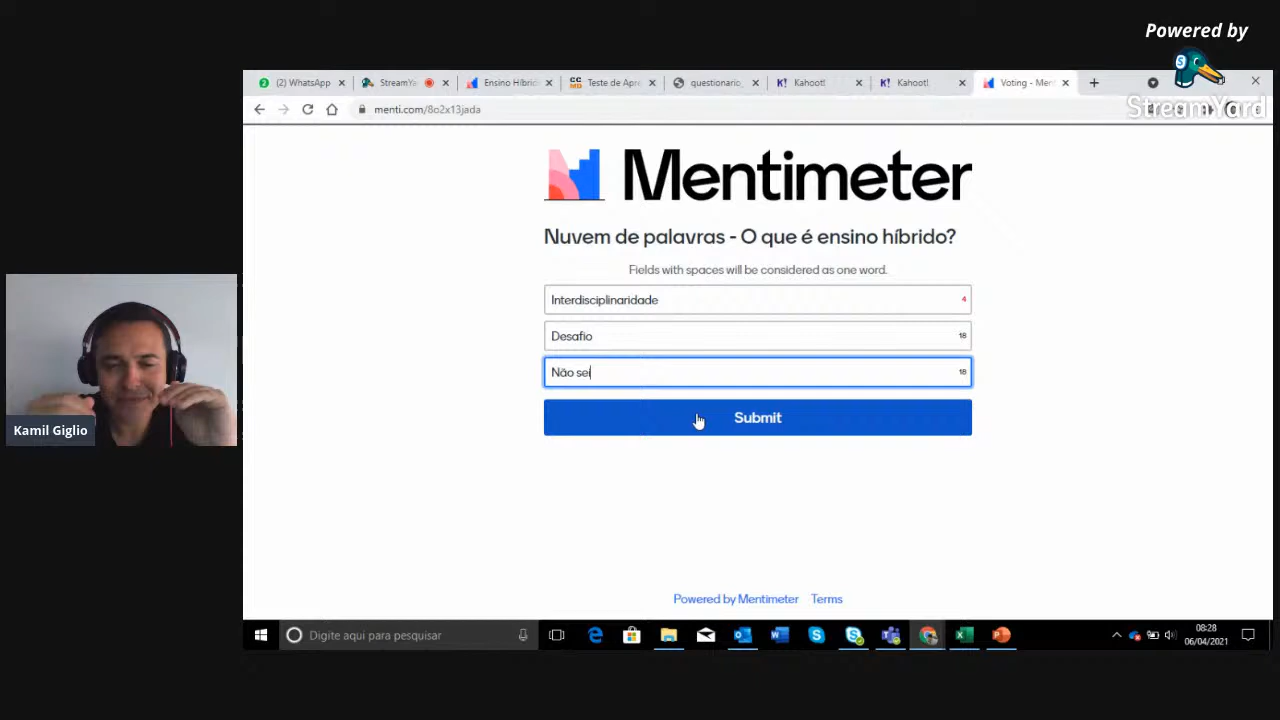 Powered by
StreamYard
(2) WhatsApp
StreamYa
Ensino Híbrid
Teste de Apre
questionario_
Kahoot!
Kahoot!
Voting - Men
menti.com/8o2x13jada
Mentimeter
Nuvem de palavras - O que é ensino híbrido?
Fields with spaces will be considered as one word.
Interdisciplinaridade 4
Desafio 18
Não sei 18
Submit
Kamil Giglio
Powered by Mentimeter Terms
Digite aqui para pesquisar
08:28
06/04/2021